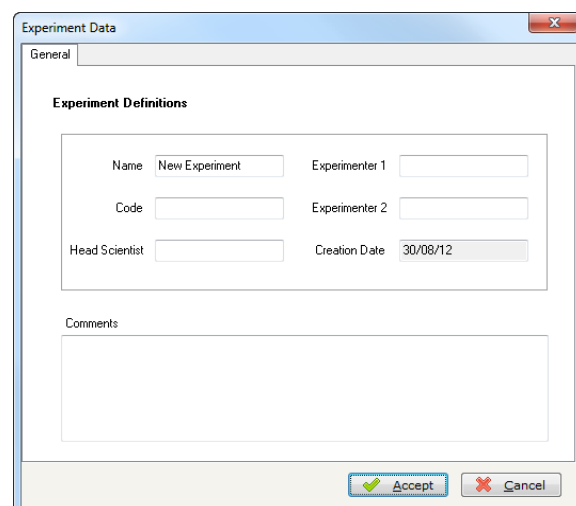 Experiment Data
General
Experiment Definitions
Name New Experiment Experimenter 1
Code Experimenter 2
Head Scientist Creation Date 30/08/12
Comments
Accept Cancel